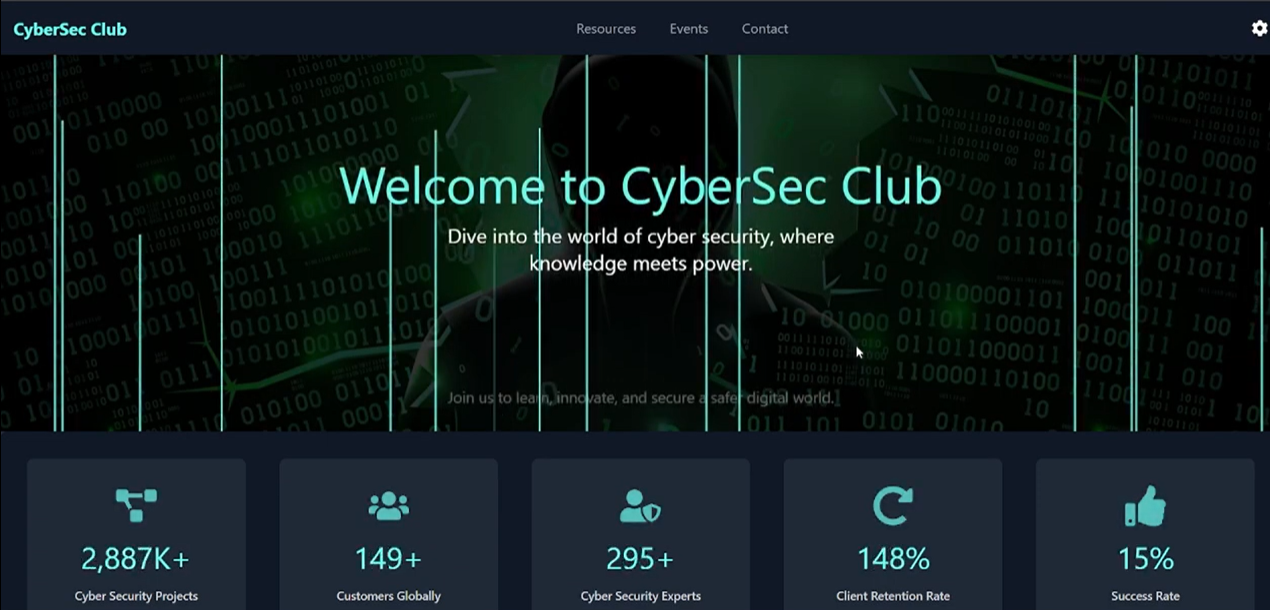 CyberSec Club
Resources Events Contact
Welcome to CyberSec Club
Dive into the world of cyber security, where
knowledge meets power.
Join us to learn, innovate, and secure a safer digital world.
2,887K+
Cyber Security Projects
149+
Customers Globally
295+
Cyber Security Experts
148%
Client Retention Rate
15%
Success Rate